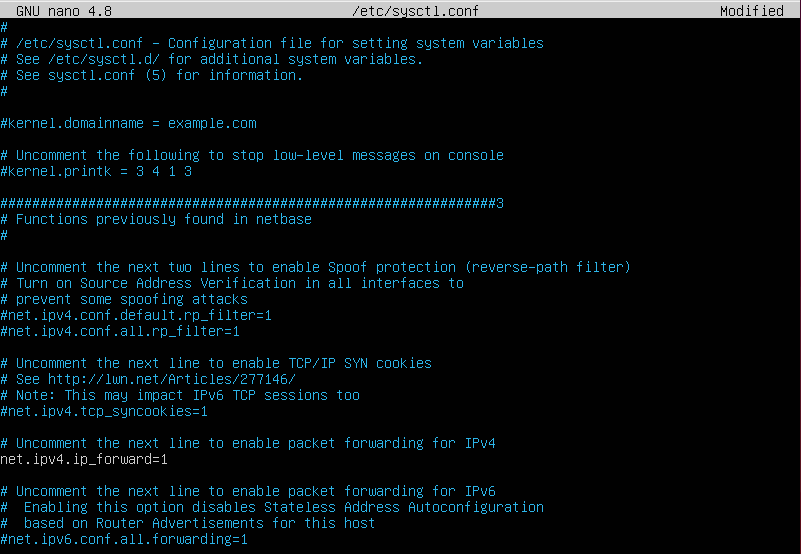 GNU nano 4.8 /etc/sysctl.conf Modified
#
# /etc/sysctl.conf - Configuration file for setting system variables
# See /etc/sysctl.d/ for additional system variables.
# See sysctl.conf (5) for information.
#
#kernel.domainname = example.com
# Uncomment the following to stop low-level messages on console
#kernel.printk = 3 4 1 3
##############################################################3
# Functions previously found in netbase
#
# Uncomment the next two lines to enable Spoof protection (reverse-path filter)
# Turn on Source Address Verification in all interfaces to
# prevent some spoofing attacks
#net.ipv4.conf.default.rp_filter=1
#net.ipv4.conf.all.rp_filter=1
# Uncomment the next line to enable TCP/IP SYN cookies
# See http://lwn.net/Articles/277146/
# Note: This may impact IPv6 TCP sessions too
#net.ipv4.tcp_syncookies=1
# Uncomment the next line to enable packet forwarding for IPv4
net.ipv4.ip_forward=1
# Uncomment the next line to enable packet forwarding for IPv6
#  Enabling this option disables Stateless Address Autoconfiguration
#  based on Router Advertisements for this host
#net.ipv6.conf.all.forwarding=1